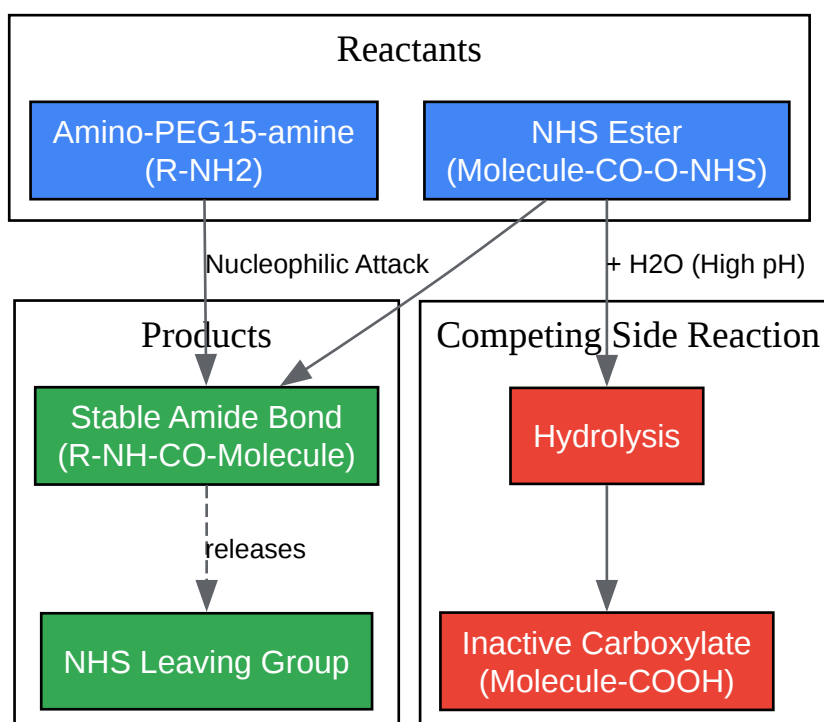 Reactants
Amino-PEG15-amine
(R-NH2)
NHS Ester
(Molecule-CO-O-NHS)
Nucleophilic Attack
+ H2O (High pH)
Products
Stable Amide Bond
(R-NH-CO-Molecule)
releases
NHS Leaving Group
Competing Side Reaction
Hydrolysis
Inactive Carboxylate
(Molecule-COOH)